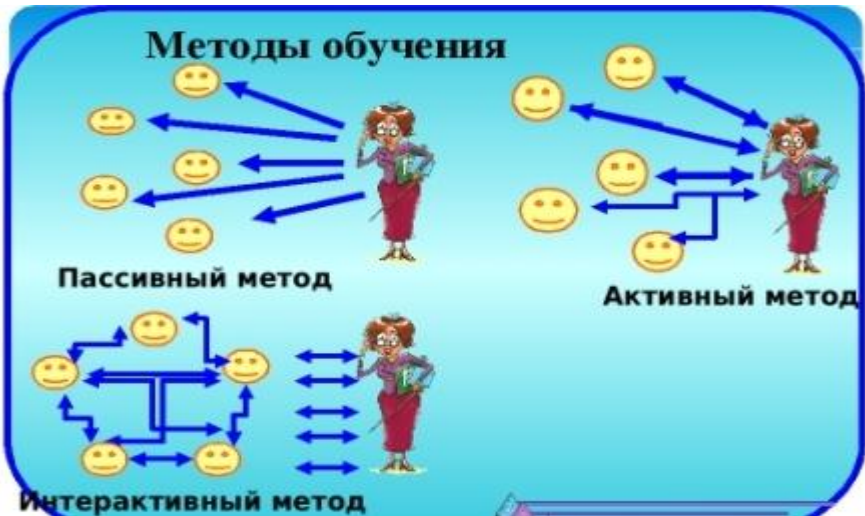 Методы обучения
Пассивный метод
Активный метод
Интерактивный метод